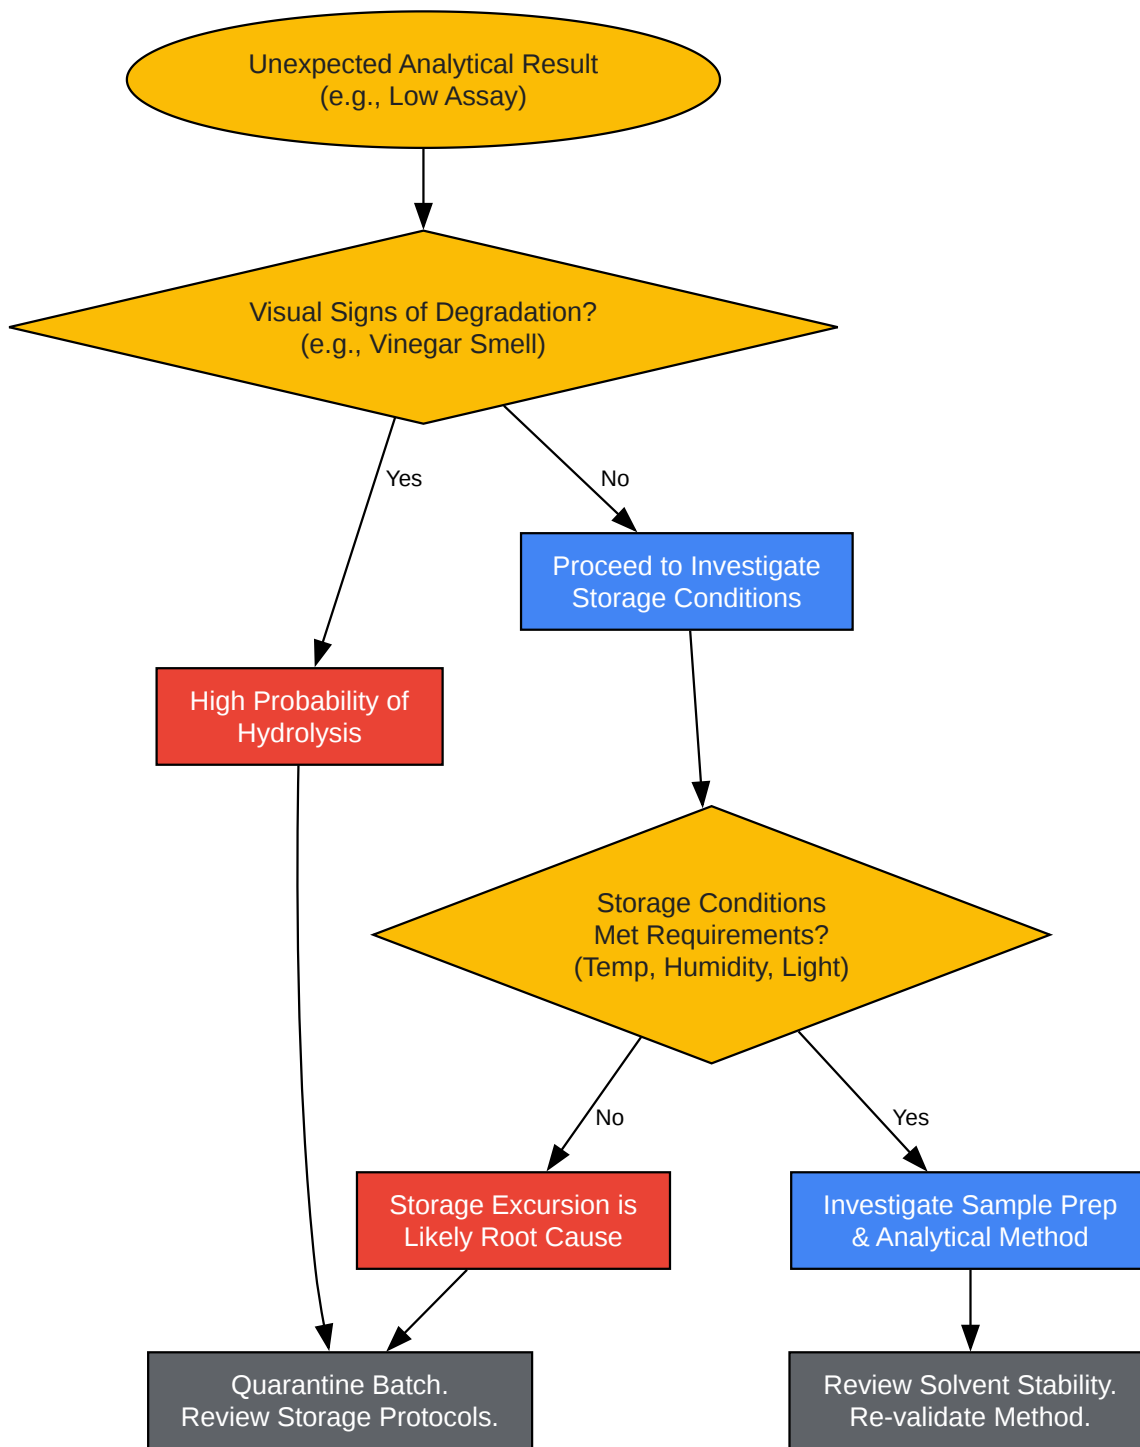 Unexpected Analytical Result
(e.g., Low Assay)
Visual Signs of Degradation?
(e.g., Vinegar Smell)
Yes
No
Proceed to Investigate
Storage Conditions
High Probability of
Hydrolysis
Storage Conditions
Met Requirements?
(Temp, Humidity, Light)
No
Yes
Storage Excursion is
Likely Root Cause
Investigate Sample Prep
& Analytical Method
Quarantine Batch.
Review Storage Protocols.
Review Solvent Stability.
Re-validate Method.